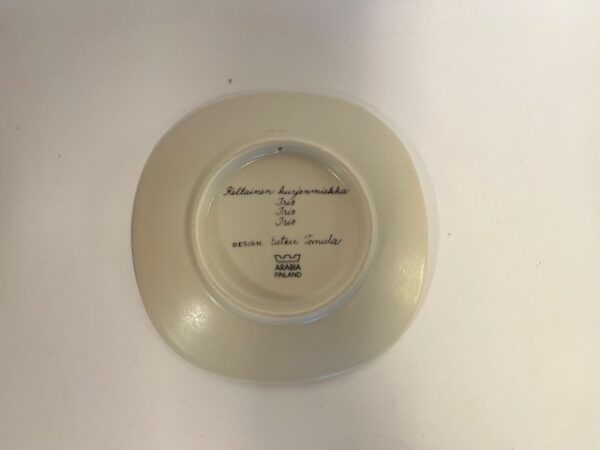 Keltainen kurjenmiekka
Iris
Iris
Iris
DESIGN. Esteri Tomula
ARABIA
FINLAND